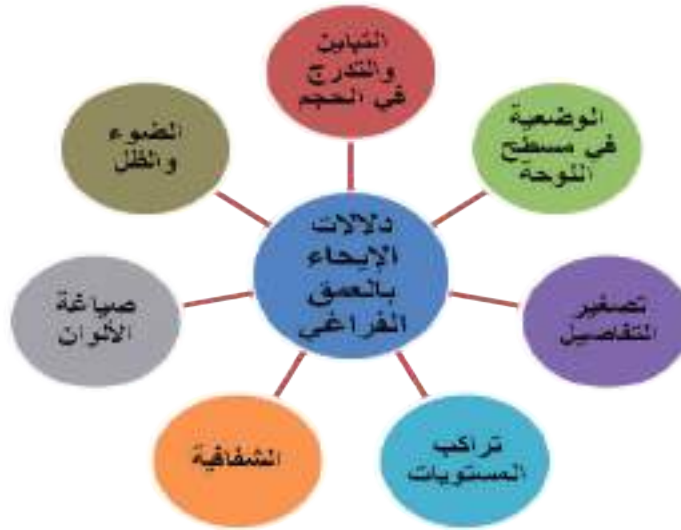 التباين
والتدرج
في الحجم
الوضعية
في مسطح
اللوحة
تصغير
التفاصيل
تراكب
المستويات
الشفافية
صياغة
الألوان
الضوء
والظل
دلالات
الإيحاء
بالعمق
الفراغي